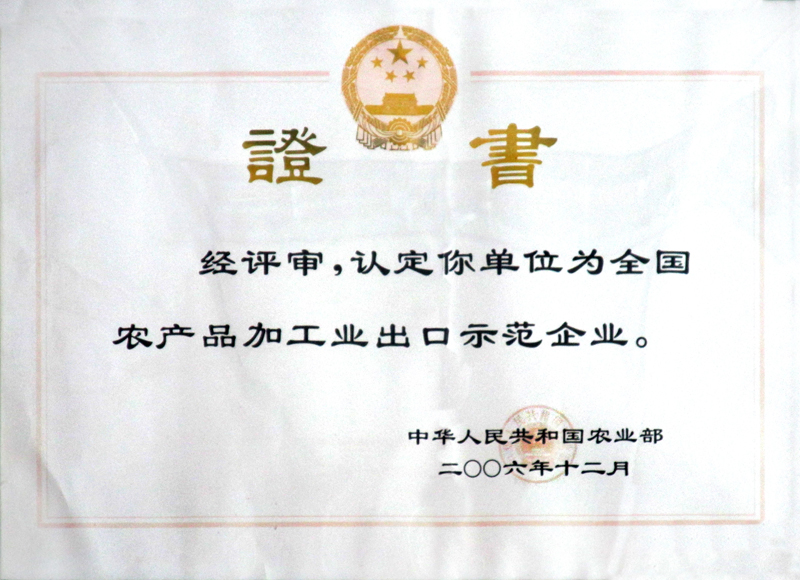 證書
经评审,认定你单位为全国
农产品加工业出口示范企业。
中华人民共和国农业部
二〇〇六年十二月